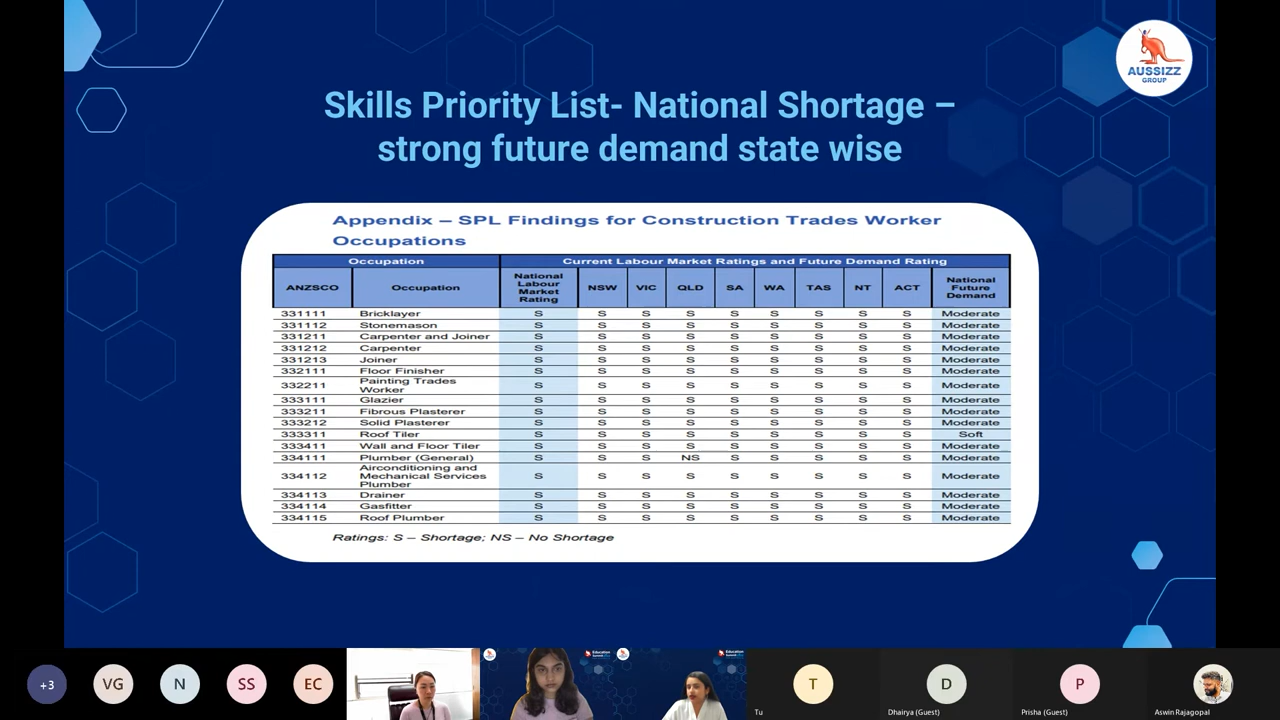 AUSSIZZ
GROUP
Skills Priority List- National Shortage –
strong future demand state wise
Appendix – SPL Findings for Construction Trades Worker
Occupations
Occupation Current Labour Market Ratings and Future Demand Rating
ANZSCO Occupation National Labour Market Rating NSW VIC QLD SA WA TAS NT ACT National Future Demand
331111 Bricklayer S S S S S S S S S Moderate
331112 Stonemason S S S S S S S S S Moderate
331211 Carpenter and Joiner S S S S S S S S S Moderate
331212 Carpenter S S S S S S S S S Moderate
331213 Joiner S S S S S S S S S Moderate
332111 Floor Finisher S S S S S S S S S Moderate
332211 Painting Trades Worker S S S S S S S S S Moderate
333111 Glazier S S S S S S S S S Moderate
333211 Fibrous Plasterer S S S S S S S S S Moderate
333212 Solid Plasterer S S S S S S S S S Moderate
333311 Roof Tiler S S S S S S S S S Soft
333411 Wall and Floor Tiler S S S S S S S S S Moderate
334111 Plumber (General) S S S NS S S S S S Moderate
334112 Airconditioning and Mechanical Services Plumber S S S S S S S S S Moderate
334113 Drainer S S S S S S S S S Moderate
334114 Gasfitter S S S S S S S S S Moderate
334115 Roof Plumber S S S S S S S S S Moderate
Ratings: S – Shortage; NS – No Shortage
+3 VG N SS EC T D P
Tu Dhairya (Guest) Prisha (Guest) Aswin Rajagopal